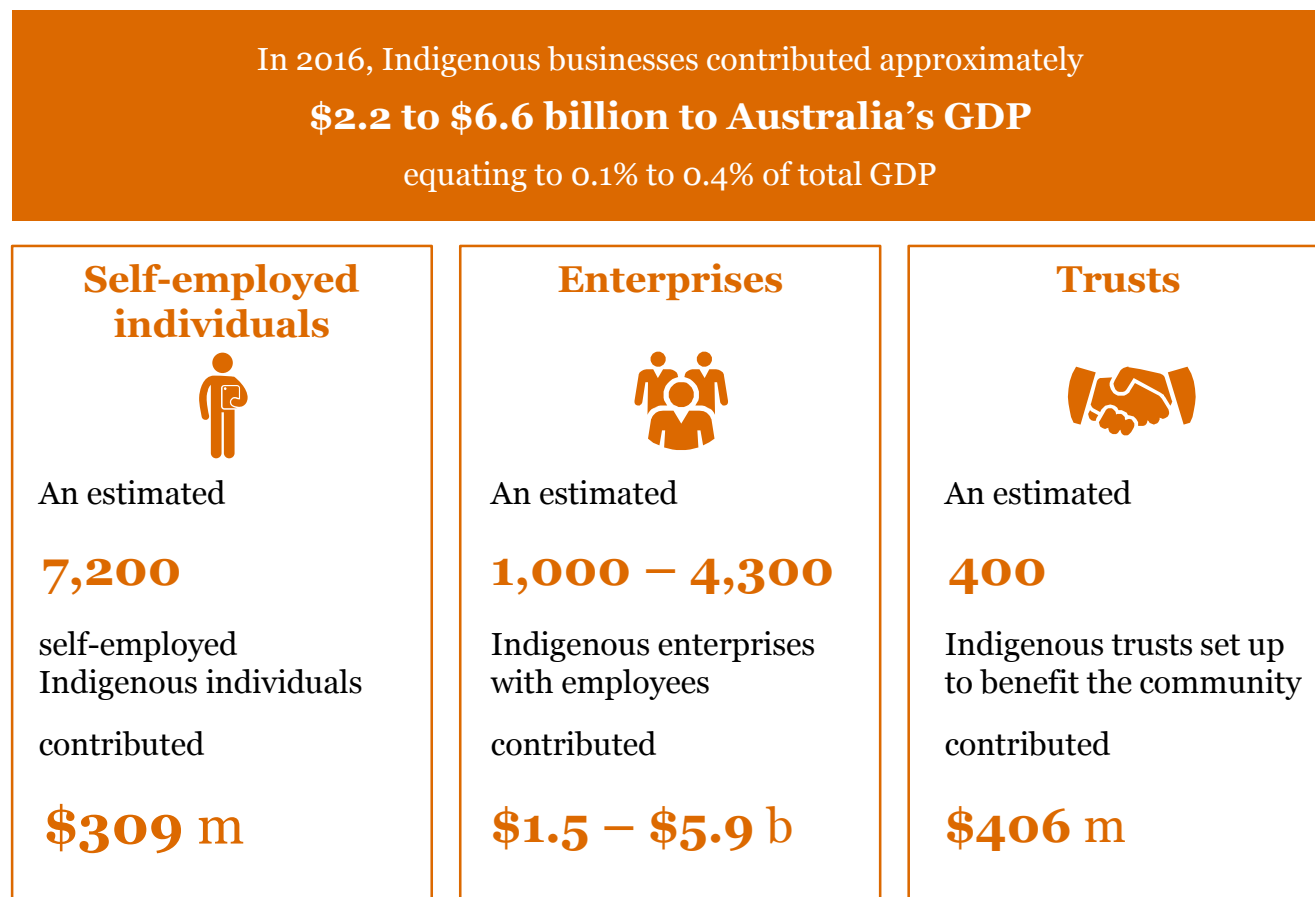 In 2016, Indigenous businesses contributed approximately
$2.2 to $6.6 billion to Australia’s GDP
equating to 0.1% to 0.4% of total GDP
Self-employed
individuals
An estimated
7,200
self-employed
Indigenous individuals
contributed
$309 m
Enterprises
An estimated
1,000 – 4,300
Indigenous enterprises
with employees
contributed
$1.5 – $5.9 b
Trusts
An estimated
400
Indigenous trusts set up
to benefit the community
contributed
$406 m